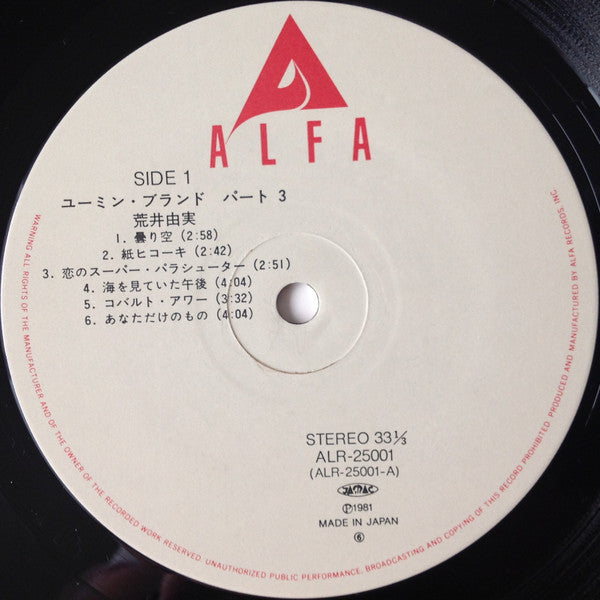 ALFA
SIDE 1
ユーミン・ブランド パート 3
荒井由実
1. 曇り空 (2:58)
2. 紙ヒコーキ (2:42)
3. 恋のスーパー・パラシューター (2:51)
4. 海を見ていた午後 (4:04)
5. コバルト・アワー (3:32)
6. あなただけのもの (4:04)
STEREO 33⅓
ALR-25001
(ALR-25001-A)
JASRAC
Ⓟ1981
MADE IN JAPAN
⑥
WARNING ALL RIGHTS OF THE MANUFACTURER AND OF THE OWNER OF THE RECORDED WORK RESERVED. UNAUTHORIZED PUBLIC PERFORMANCE, BROADCASTING AND COPYING OF THIS RECORD PROHIBITED. PRODUCED AND MANUFACTURED BY ALFA RECORDS, INC.